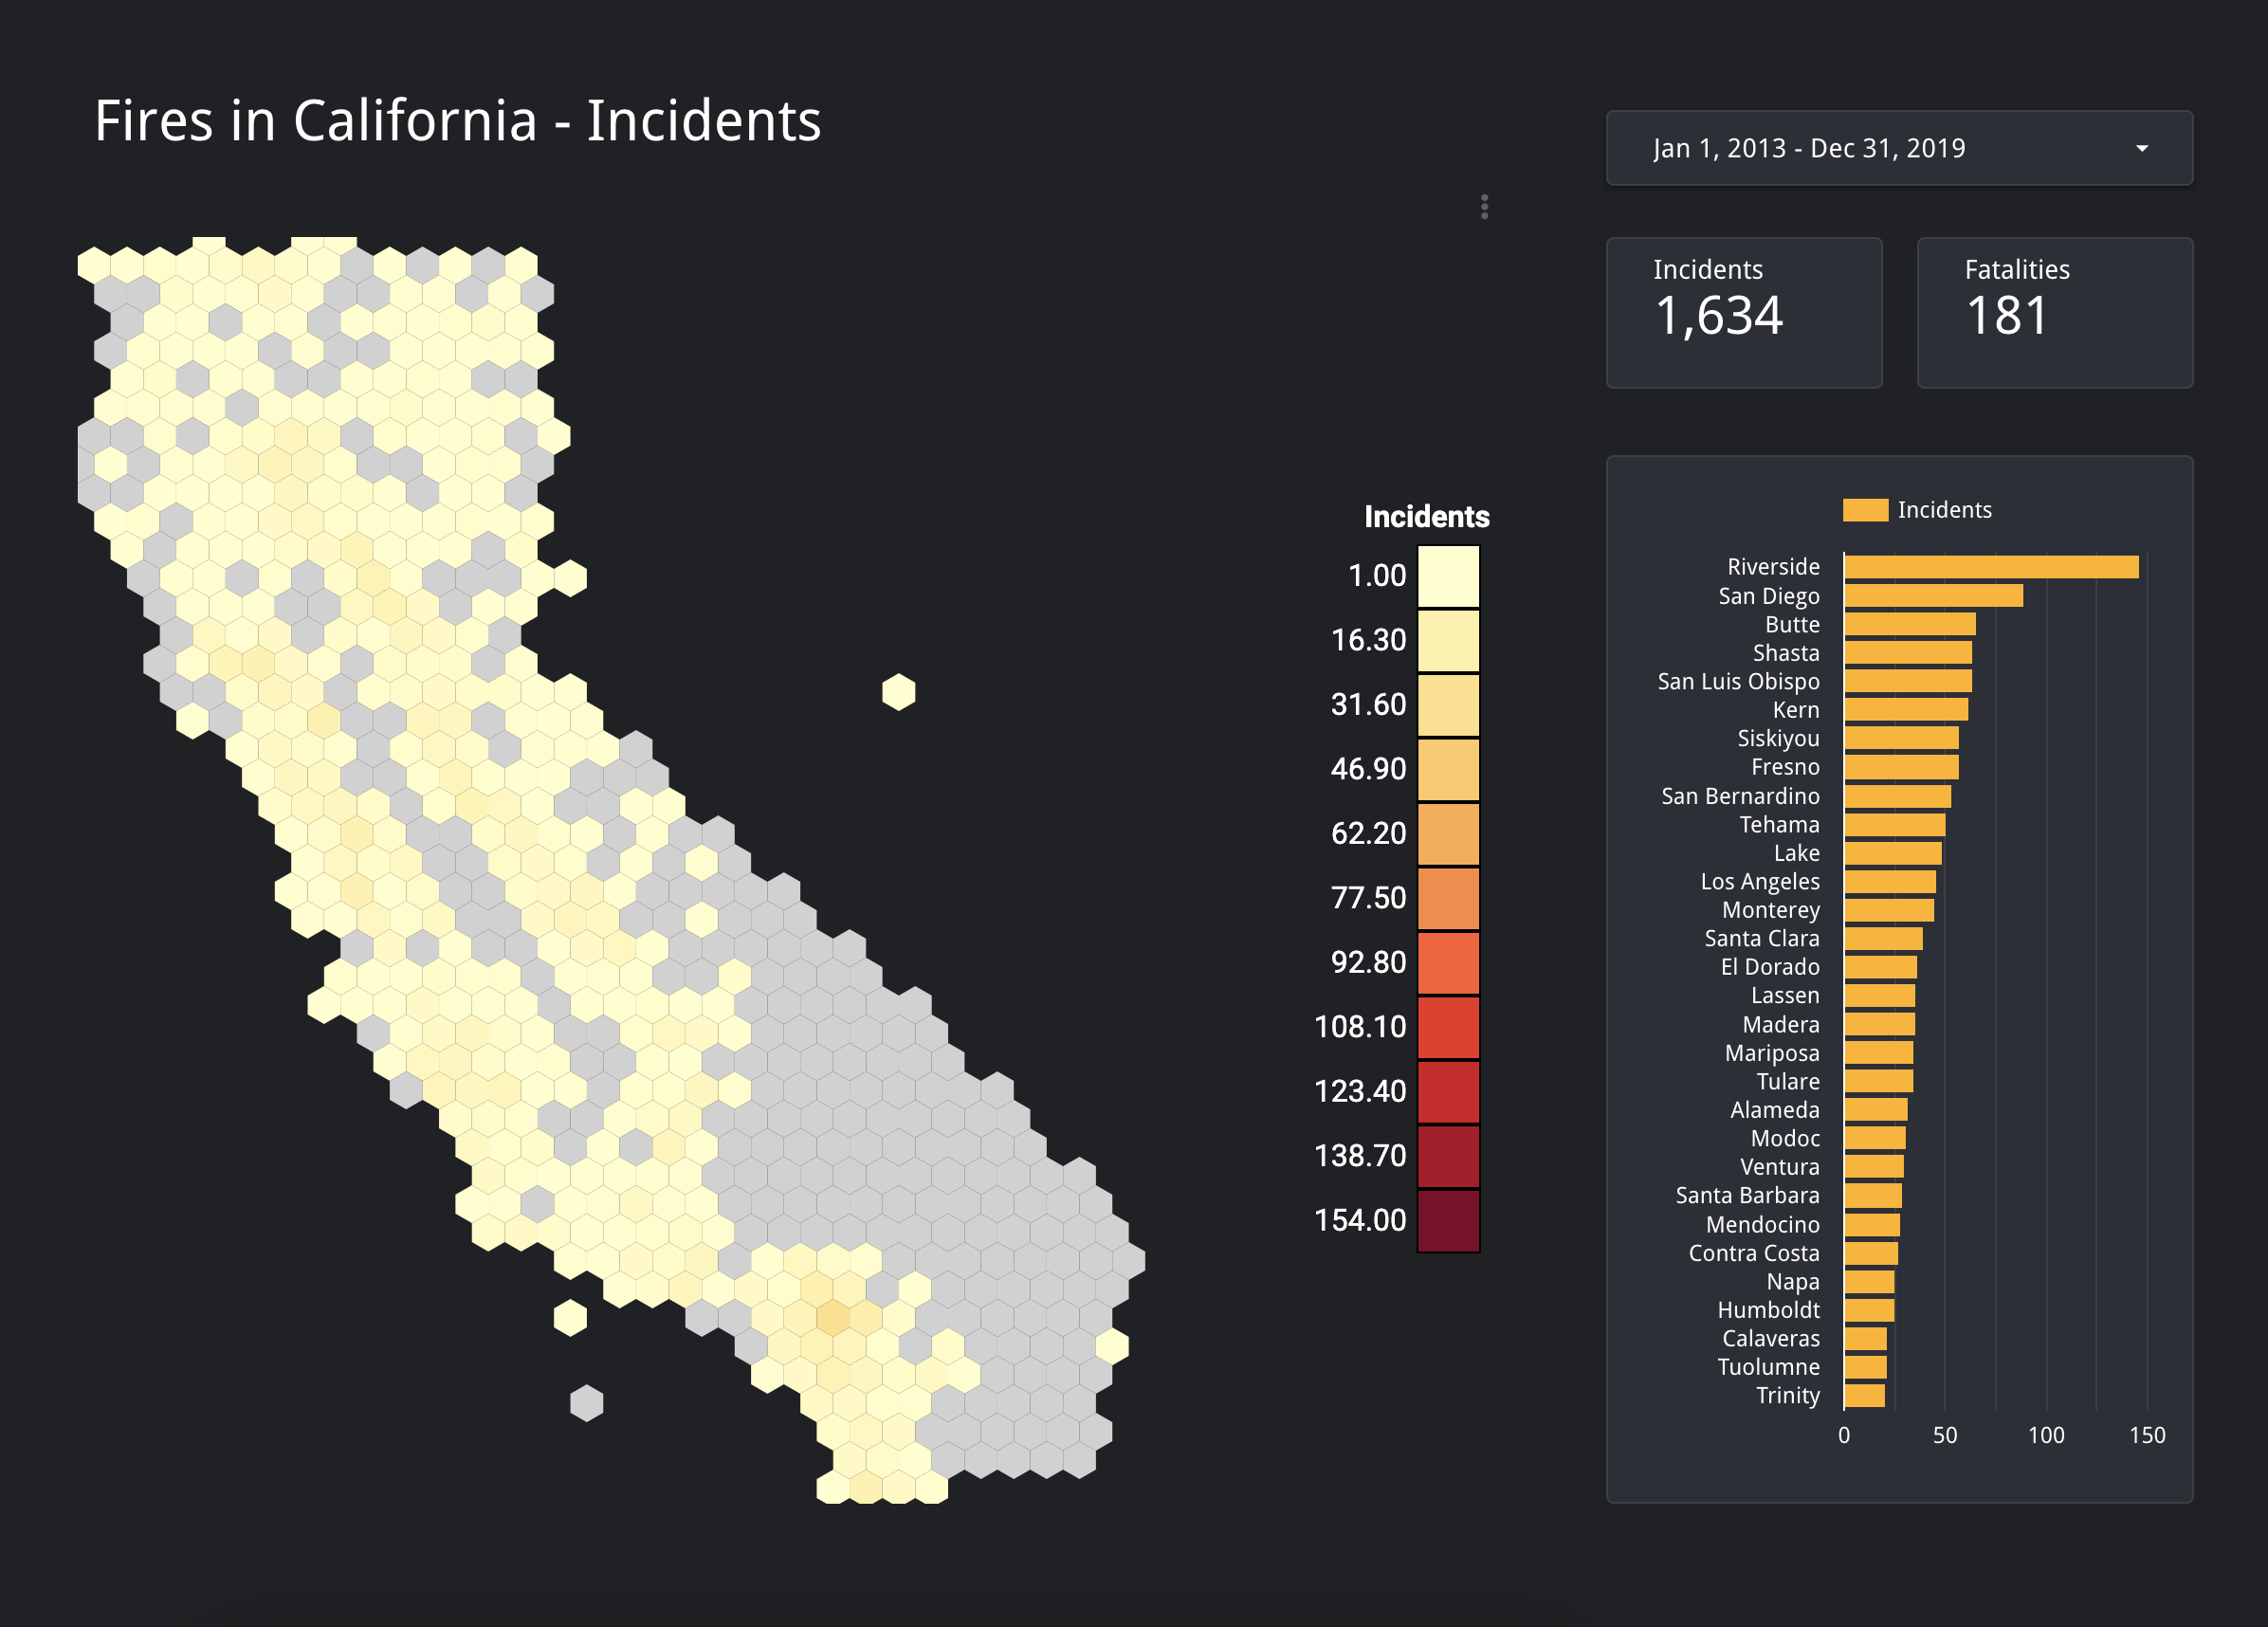 Fires in California - Incidents
Jan 1, 2013 - Dec 31, 2019
Incidents
1,634
Fatalities
181
Incidents
1.00
16.30
31.60
46.90
62.20
77.50
92.80
108.10
123.40
138.70
154.00
Incidents
Riverside
San Diego
Butte
Shasta
San Luis Obispo
Kern
Siskiyou
Fresno
San Bernardino
Tehama
Lake
Los Angeles
Monterey
Santa Clara
El Dorado
Lassen
Madera
Mariposa
Tulare
Alameda
Modoc
Ventura
Santa Barbara
Mendocino
Contra Costa
Napa
Humboldt
Calaveras
Tuolumne
Trinity
0 50 100 150